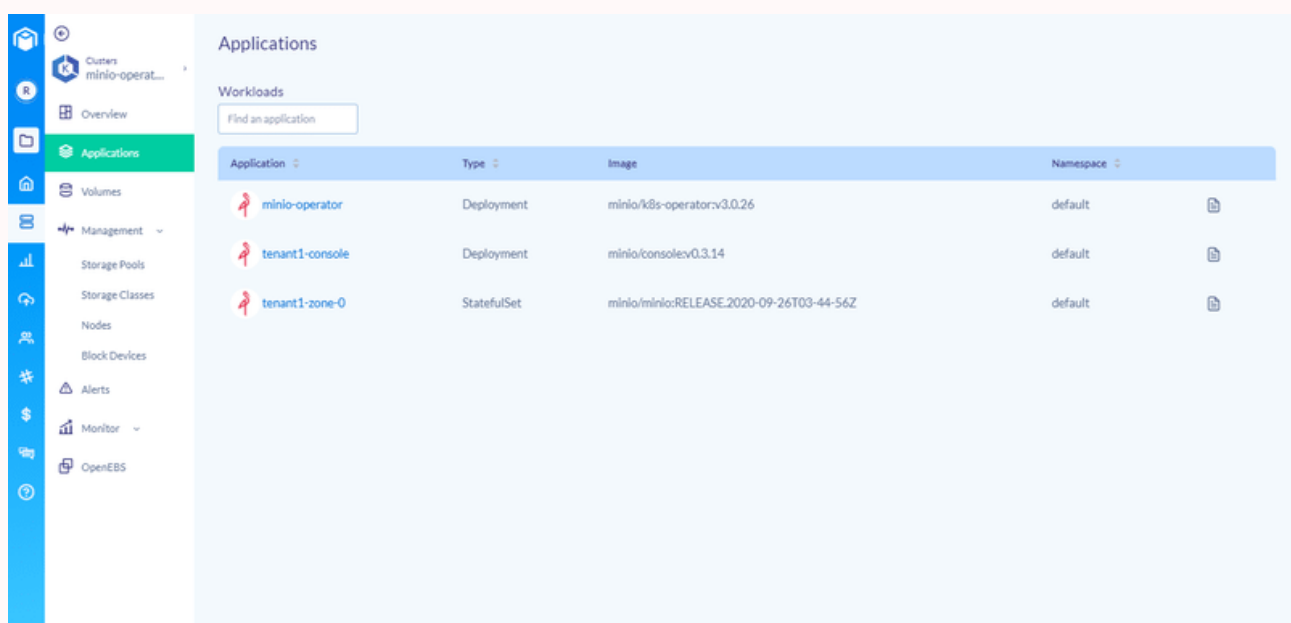 Clusters
minio-operat...
R
K
Overview
Applications
Volumes
Management
Storage Pools
Storage Classes
Nodes
Block Devices
Alerts
Monitor
OpenEBS
$
?
Applications
Workloads
Find an application
Application Type Image Namespace
minio-operator Deployment minio/k8s-operator:v3.0.26 default
tenant1-console Deployment minio/console:v0.3.14 default
tenant1-zone-0 StatefulSet minio/minio:RELEASE.2020-09-26T03-44-56Z default